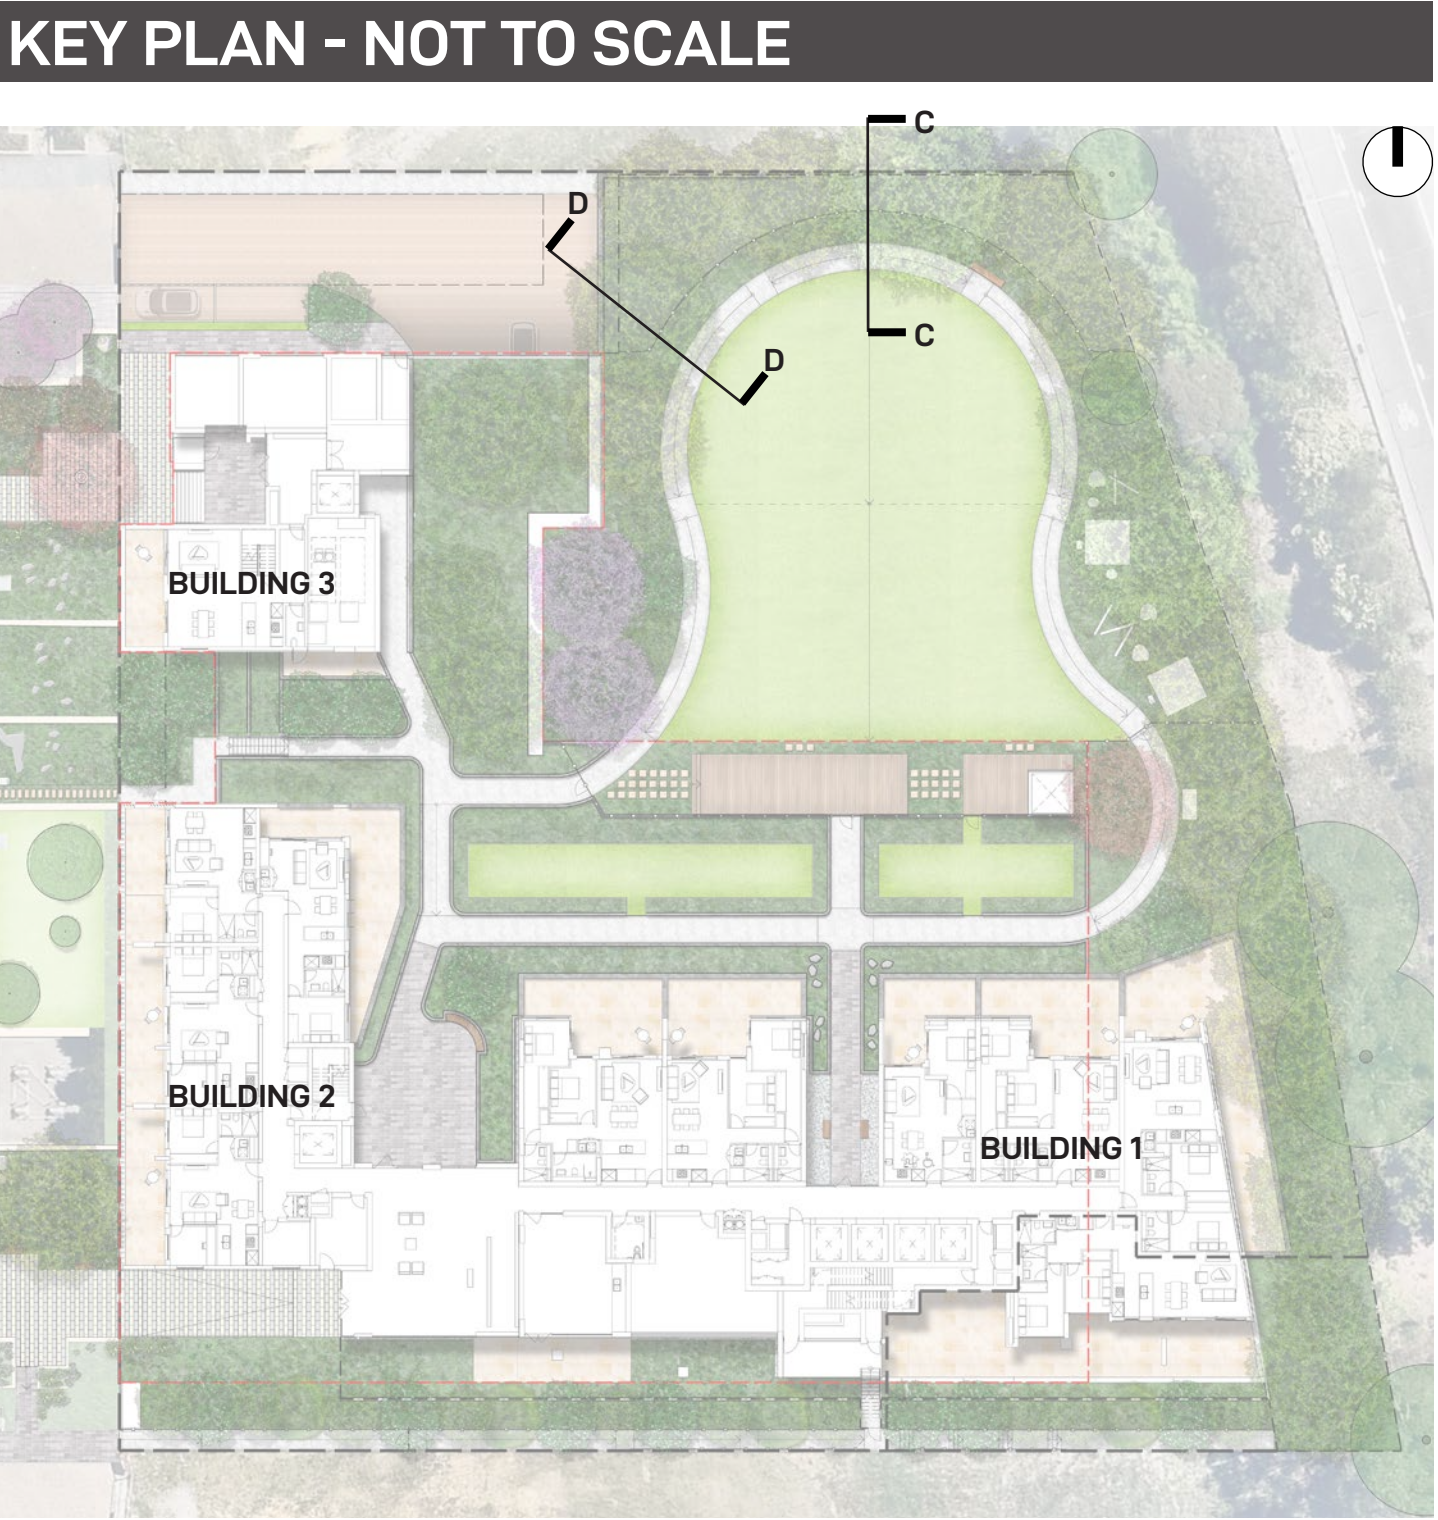 KEY PLAN - NOT TO SCALE
C
D
C
D
BUILDING 3
BUILDING 2
BUILDING 1